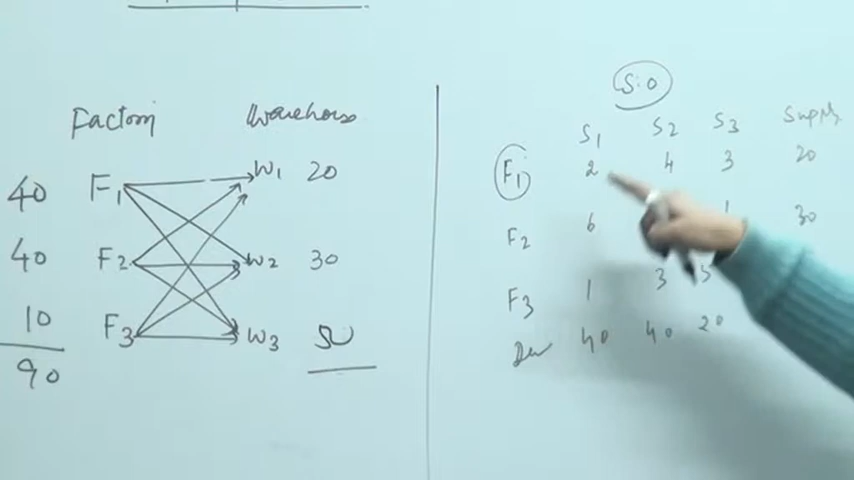 Factory Warehouse
40 F1 W1 20
40 F2 W2 30
10 F3 W3 50
90
S.O
S1 S2 S3 Supply
F1 2 4 3 20
F2 6 1 30
F3 1 3 5
Dem 40 40 20